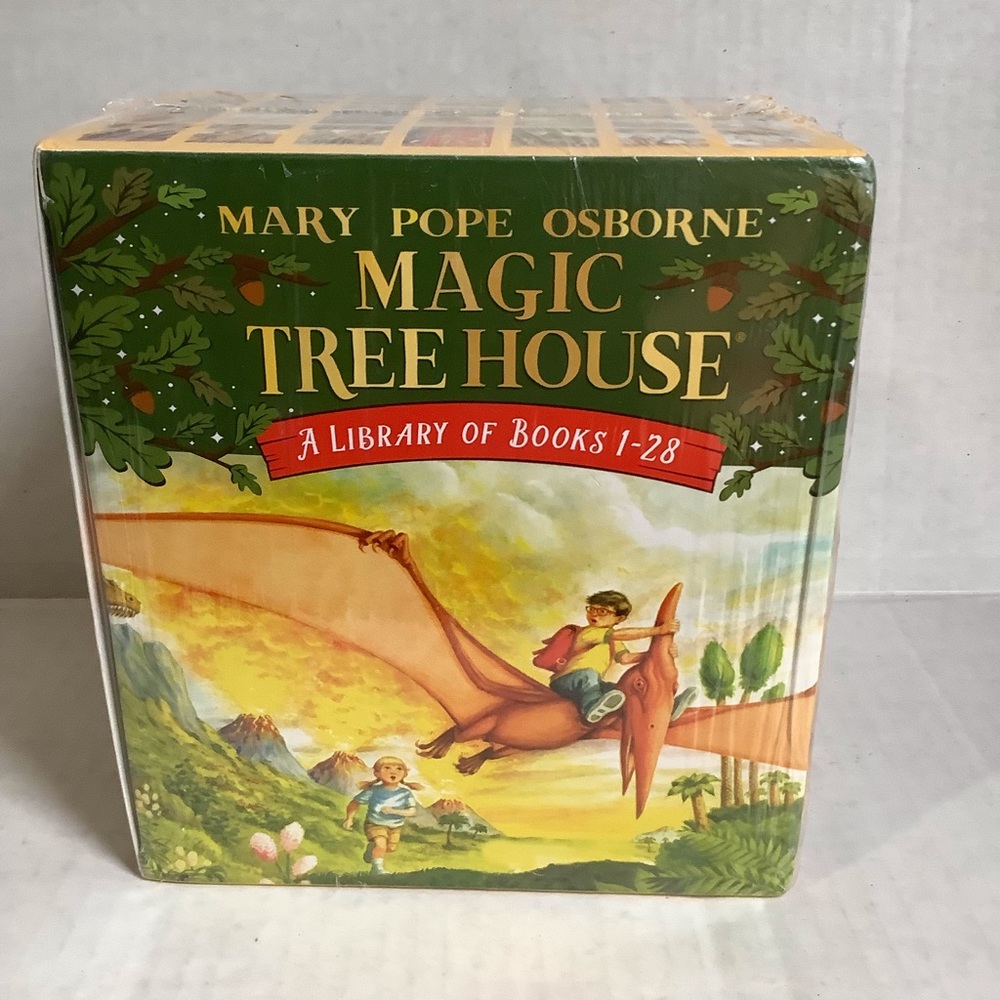 MARY POPE OSBORNE
MAGIC
TREE HOUSE®
A LIBRARY OF BOOKS 1-28